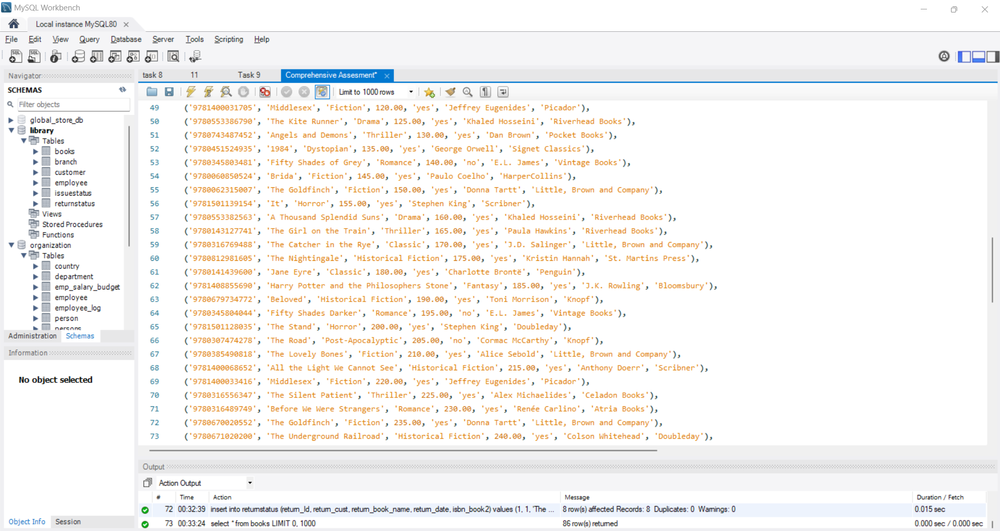 MySQL Workbench
Local instance MySQL80
File Edit View Query Database Server Tools Scripting Help
Navigator
SCHEMAS
Filter objects
global_store_db
library
Tables
books
branch
customer
employee
issuestatus
returnstatus
Views
Stored Procedures
Functions
organization
Tables
country
department
emp_salary_budget
employee
employee_log
person
persons
Administration Schemas
Information
No object selected
Object Info Session
task 8 11 Task 9 Comprehensive Assesment*
Limit to 1000 rows
49 ('9781400031705', 'Middlesex', 'Fiction', 120.00, 'yes', 'Jeffrey Eugenides', 'Picador'),
50 ('9780553386790', 'The Kite Runner', 'Drama', 125.00, 'yes', 'Khaled Hosseini', 'Riverhead Books'),
51 ('9780743487452', 'Angels and Demons', 'Thriller', 130.00, 'yes', 'Dan Brown', 'Pocket Books'),
52 ('9780451524935', '1984', 'Dystopian', 135.00, 'yes', 'George Orwell', 'Signet Classics'),
53 ('9780345803481', 'Fifty Shades of Grey', 'Romance', 140.00, 'no', 'E.L. James', 'Vintage Books'),
54 ('9780060850524', 'Brida', 'Fiction', 145.00, 'yes', 'Paulo Coelho', 'HarperCollins'),
55 ('9780062315007', 'The Goldfinch', 'Fiction', 150.00, 'yes', 'Donna Tartt', 'Little, Brown and Company'),
56 ('9781501139154', 'It', 'Horror', 155.00, 'yes', 'Stephen King', 'Scribner'),
57 ('9780553382563', 'A Thousand Splendid Suns', 'Drama', 160.00, 'yes', 'Khaled Hosseini', 'Riverhead Books'),
58 ('9780143127741', 'The Girl on the Train', 'Thriller', 165.00, 'yes', 'Paula Hawkins', 'Riverhead Books'),
59 ('9780316769488', 'The Catcher in the Rye', 'Classic', 170.00, 'yes', 'J.D. Salinger', 'Little, Brown and Company'),
60 ('9780812981605', 'The Nightingale', 'Historical Fiction', 175.00, 'yes', 'Kristin Hannah', 'St. Martins Press'),
61 ('9780141439600', 'Jane Eyre', 'Classic', 180.00, 'yes', 'Charlotte Brontë', 'Penguin'),
62 ('9781408855690', 'Harry Potter and the Philosophers Stone', 'Fantasy', 185.00, 'yes', 'J.K. Rowling', 'Bloomsbury'),
63 ('9780679734772', 'Beloved', 'Historical Fiction', 190.00, 'yes', 'Toni Morrison', 'Knopf'),
64 ('9780345804044', 'Fifty Shades Darker', 'Romance', 195.00, 'no', 'E.L. James', 'Vintage Books'),
65 ('9781501128035', 'The Stand', 'Horror', 200.00, 'yes', 'Stephen King', 'Doubleday'),
66 ('9780307474278', 'The Road', 'Post-Apocalyptic', 205.00, 'no', 'Cormac McCarthy', 'Knopf'),
67 ('9780385490818', 'The Lovely Bones', 'Fiction', 210.00, 'yes', 'Alice Sebold', 'Little, Brown and Company'),
68 ('9781400068652', 'All the Light We Cannot See', 'Historical Fiction', 215.00, 'yes', 'Anthony Doerr', 'Scribner'),
69 ('9781400033416', 'Middlesex', 'Fiction', 220.00, 'yes', 'Jeffrey Eugenides', 'Picador'),
70 ('9780316556347', 'The Silent Patient', 'Thriller', 225.00, 'yes', 'Alex Michaelides', 'Celadon Books'),
71 ('9780316489749', 'Before We Were Strangers', 'Romance', 230.00, 'yes', 'Renée Carlino', 'Atria Books'),
72 ('9780670020552', 'The Goldfinch', 'Fiction', 235.00, 'yes', 'Donna Tartt', 'Little, Brown and Company'),
73 ('9780671020200', 'The Underground Railroad', 'Historical Fiction', 240.00, 'yes', 'Colson Whitehead', 'Doubleday'),
Output
Action Output
# Time Action Message Duration / Fetch
72 00:32:39 insert into returnstatus (return_Id, return_cust, return_book_name, return_date, isbn_book2) values (1, 1, 'The ... 8 row(s) affected Records: 8 Duplicates: 0 Warnings: 0 0.015 sec
73 00:33:24 select * from books LIMIT 0, 1000 86 row(s) returned 0.000 sec / 0.000 sec